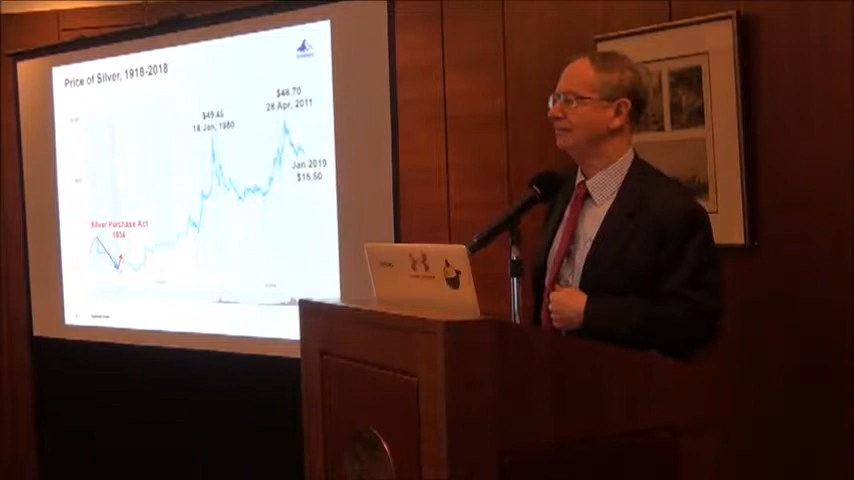 Price of Silver, 1918-2018
$48.70
28 Apr, 2011
$49.45
18 Jan, 1980
Jan 2019
$15.50
Silver Purchase Act
1934